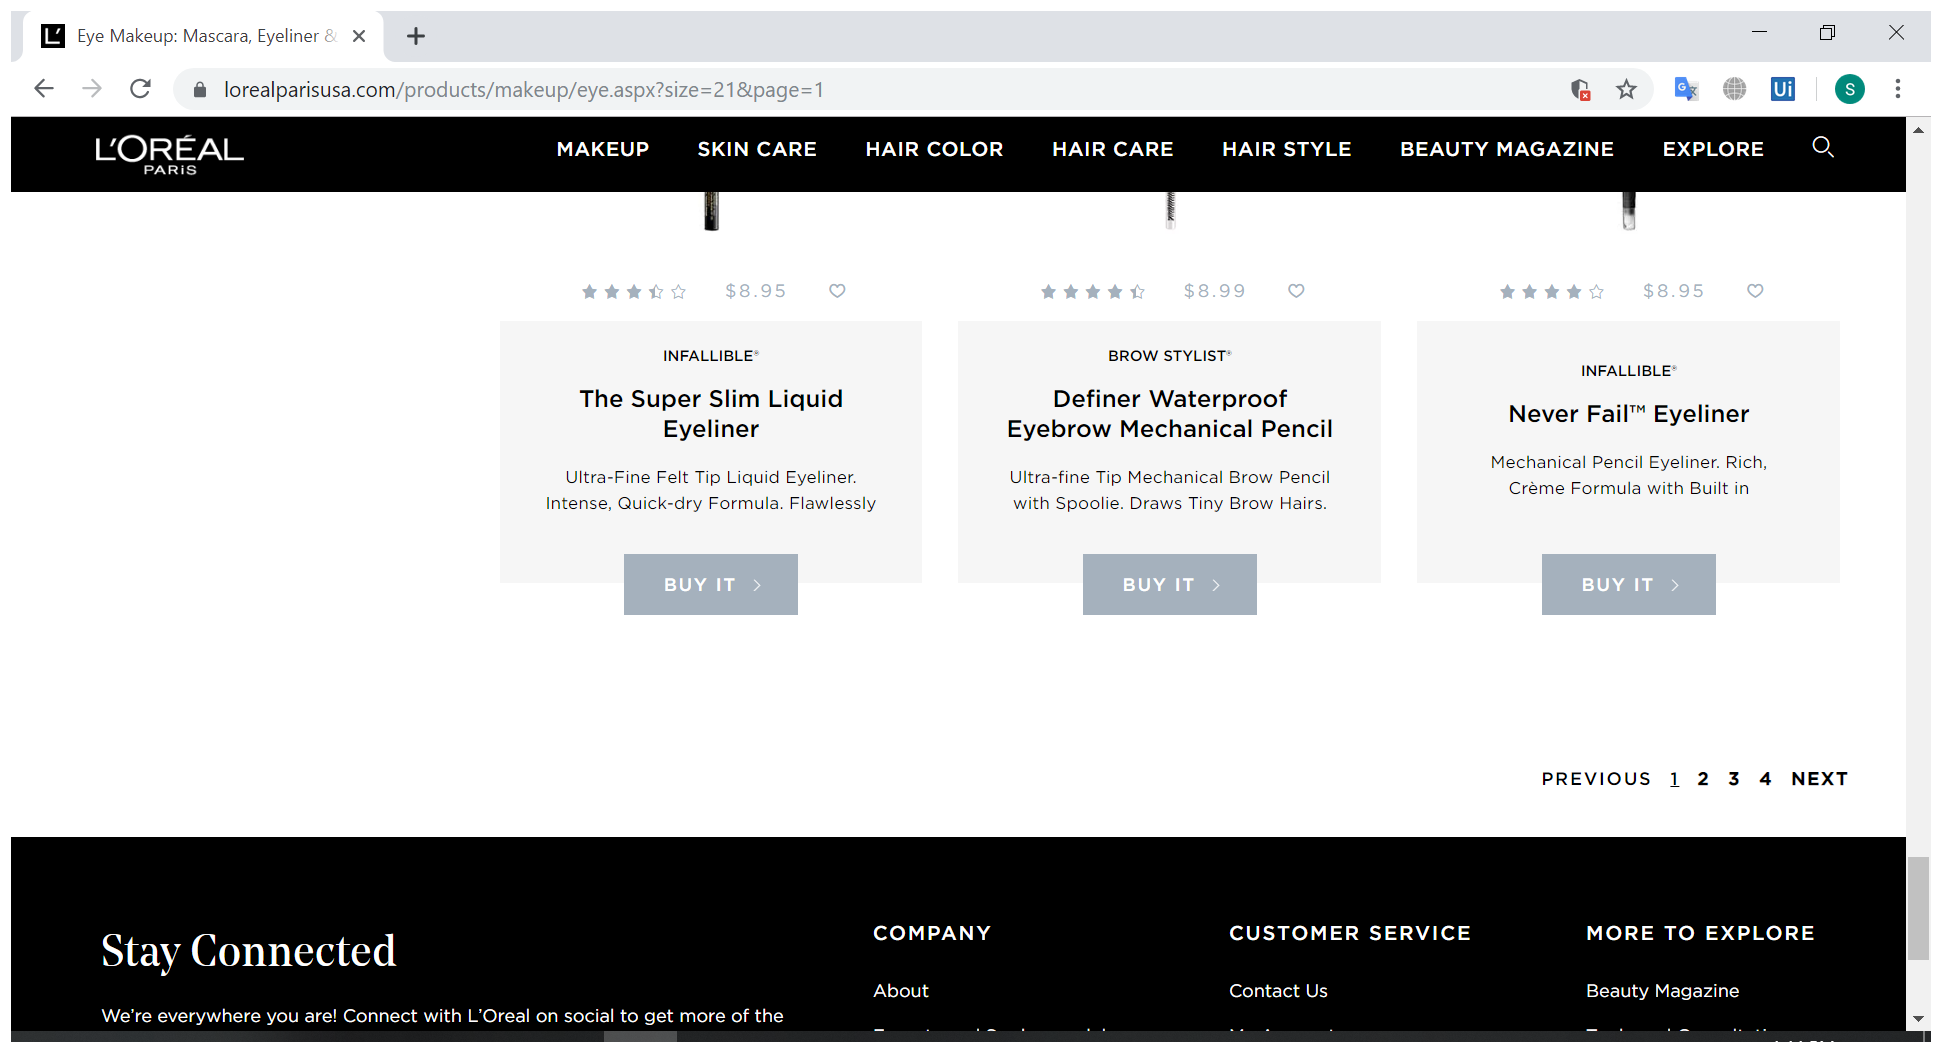 L'
Eye Makeup: Mascara, Eyeliner &
lorealparisusa.com/products/makeup/eye.aspx?size=21&page=1
Ui
S
L'ORÉAL
PARiS
MAKEUP SKIN CARE HAIR COLOR HAIR CARE HAIR STYLE BEAUTY MAGAZINE EXPLORE
$8.95
$8.99
$8.95
INFALLIBLE®
The Super Slim Liquid
Eyeliner
Ultra-Fine Felt Tip Liquid Eyeliner.
Intense, Quick-dry Formula. Flawlessly
BUY IT
BROW STYLIST®
Definer Waterproof
Eyebrow Mechanical Pencil
Ultra-fine Tip Mechanical Brow Pencil
with Spoolie. Draws Tiny Brow Hairs.
BUY IT
INFALLIBLE®
Never Fail™ Eyeliner
Mechanical Pencil Eyeliner. Rich,
Crème Formula with Built in
BUY IT
PREVIOUS 1 2 3 4 NEXT
Stay Connected
We're everywhere you are! Connect with L'Oreal on social to get more of the
COMPANY
About
CUSTOMER SERVICE
Contact Us
MORE TO EXPLORE
Beauty Magazine